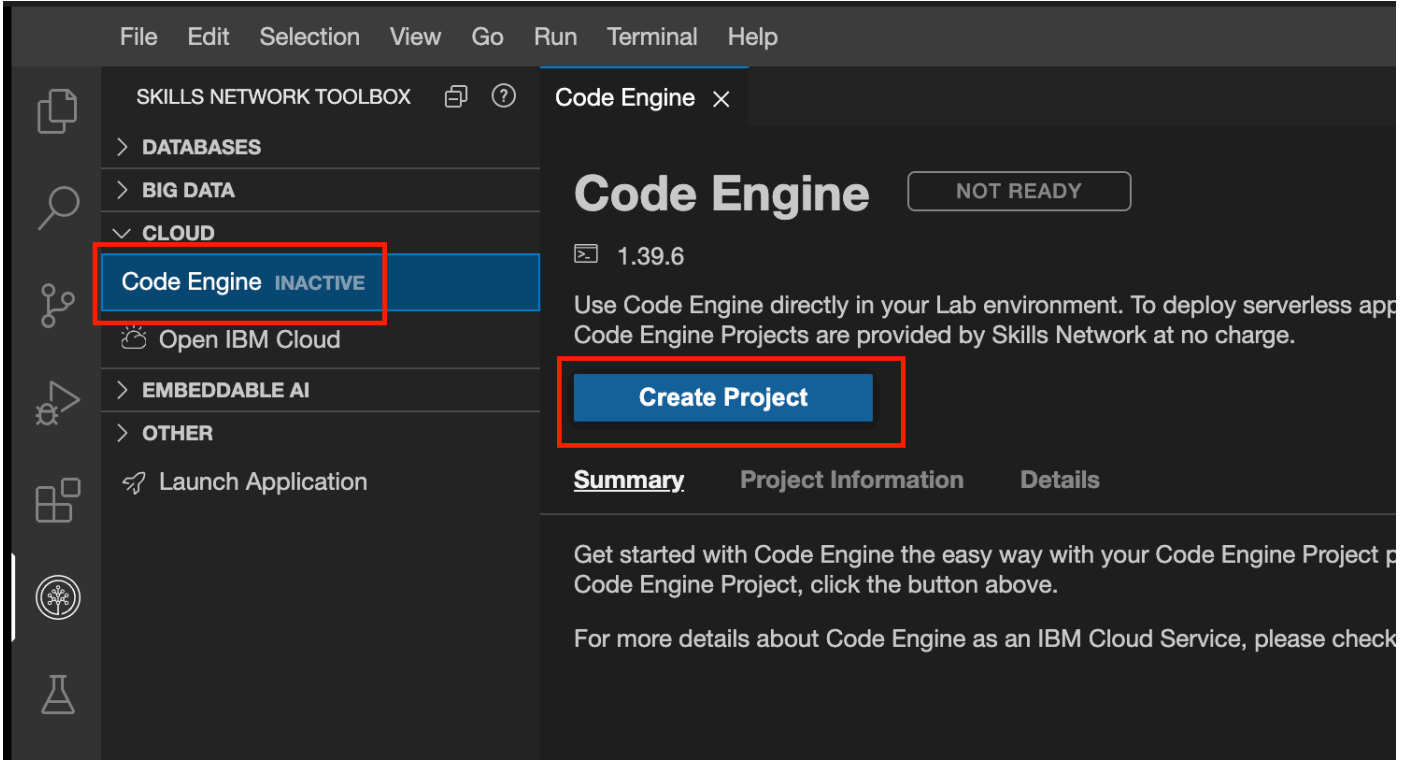 File Edit Selection View Go Run Terminal Help
SKILLS NETWORK TOOLBOX
DATABASES
BIG DATA
CLOUD
Code Engine INACTIVE
Open IBM Cloud
EMBEDDABLE AI
OTHER
Launch Application
Code Engine
Code Engine NOT READY
1.39.6
Use Code Engine directly in your Lab environment. To deploy serverless app
Code Engine Projects are provided by Skills Network at no charge.
Create Project
Summary Project Information Details
Get started with Code Engine the easy way with your Code Engine Project p
Code Engine Project, click the button above.
For more details about Code Engine as an IBM Cloud Service, please check